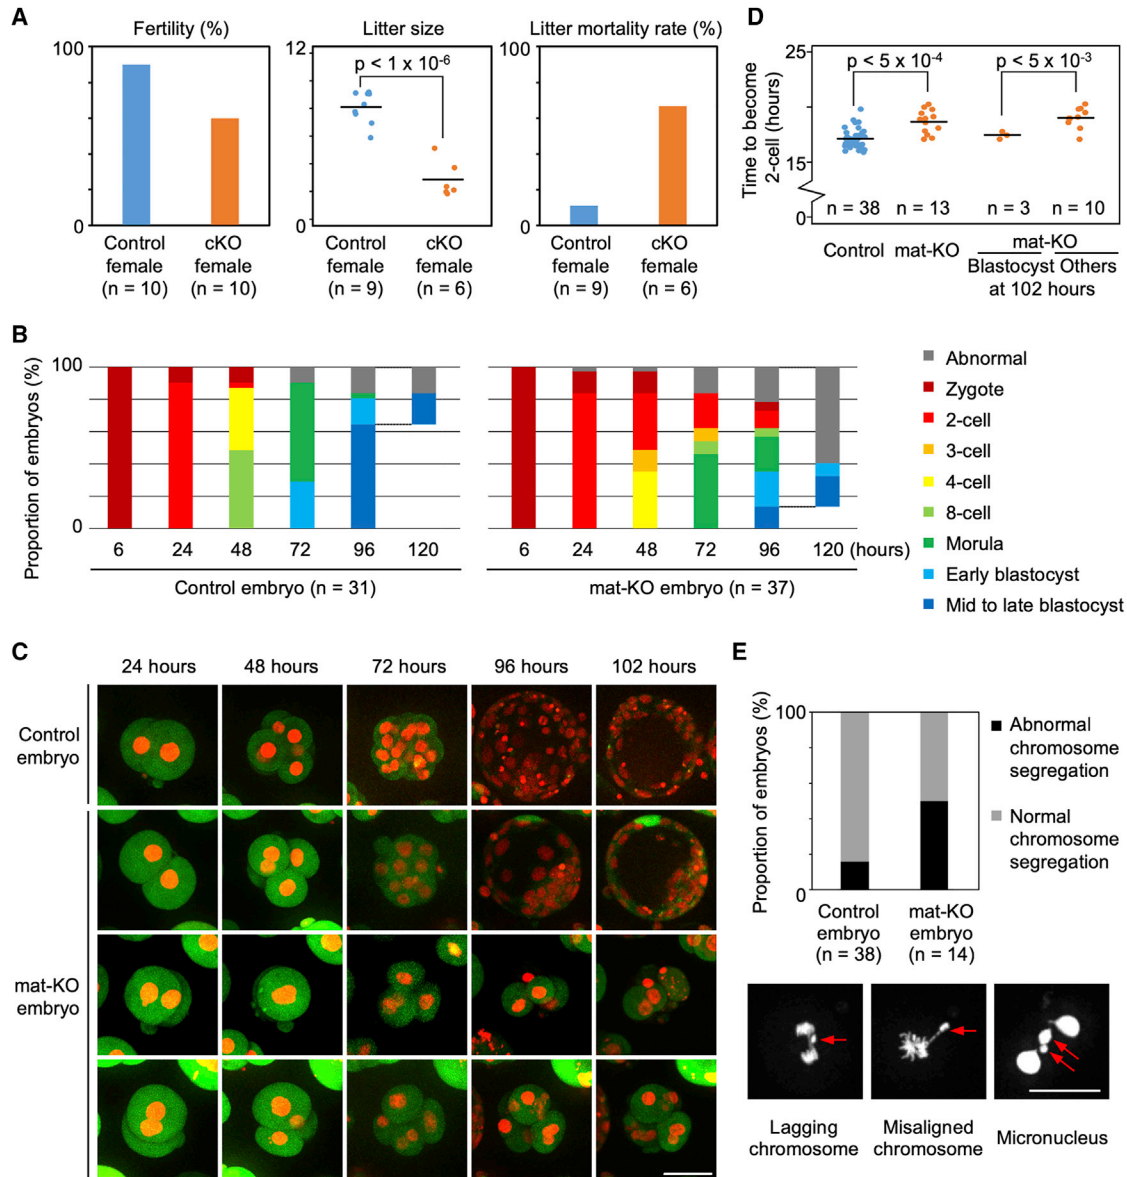 A
Fertility (%)
100
0
Control
female
(n = 10)
cKO
female
(n = 10)
Litter size
12
0
p < 1 x 10⁻⁶
Control
female
(n = 9)
cKO
female
(n = 6)
Litter mortality rate (%)
100
0
Control
female
(n = 9)
cKO
female
(n = 6)
D
Time to become
2-cell (hours)
25
15
0
p < 5 x 10⁻⁴
p < 5 x 10⁻³
n = 38
n = 13
n = 3
n = 10
Control
mat-KO
mat-KO
Blastocyst Others
at 102 hours
B
Proportion of embryos (%)
100
0
6 24 48 72 96 120
Control embryo (n = 31)
6 24 48 72 96 120 (hours)
mat-KO embryo (n = 37)
Abnormal
Zygote
2-cell
3-cell
4-cell
8-cell
Morula
Early blastocyst
Mid to late blastocyst
C
24 hours 48 hours 72 hours 96 hours 102 hours
Control
embryo
mat-KO
embryo
E
Proportion of embryos (%)
100
0
Control
embryo
(n = 38)
mat-KO
embryo
(n = 14)
Abnormal
chromosome
segregation
Normal
chromosome
segregation
Lagging
chromosome
Misaligned
chromosome
Micronucleus